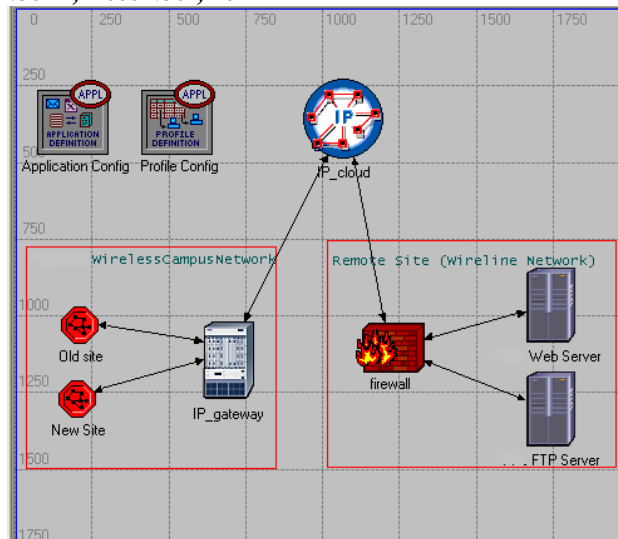 0 250 500 750 1000 1250 1500 1750
250
APPL APPL
APPLICATION DEFINITION PROFILE DEFINITION
IP
500
Application Config Profile Config IP_cloud
750
WirelessCampusNetwork Remote Site (Wireline Network)
1000
Old site Web Server
firewall
1250
IP_gateway
New Site
FTP Server
1500
1750